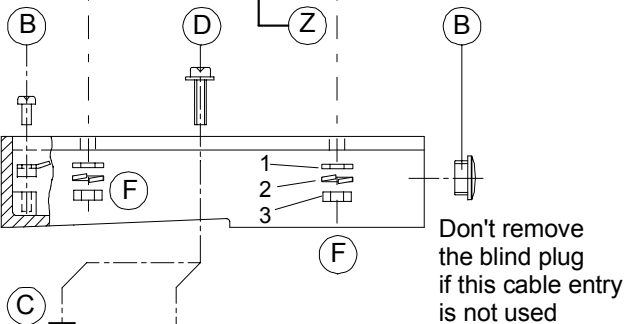 B
D
Z
B
1
2
3
F
F
Don't remove
the blind plug
if this cable entry
is not used
C